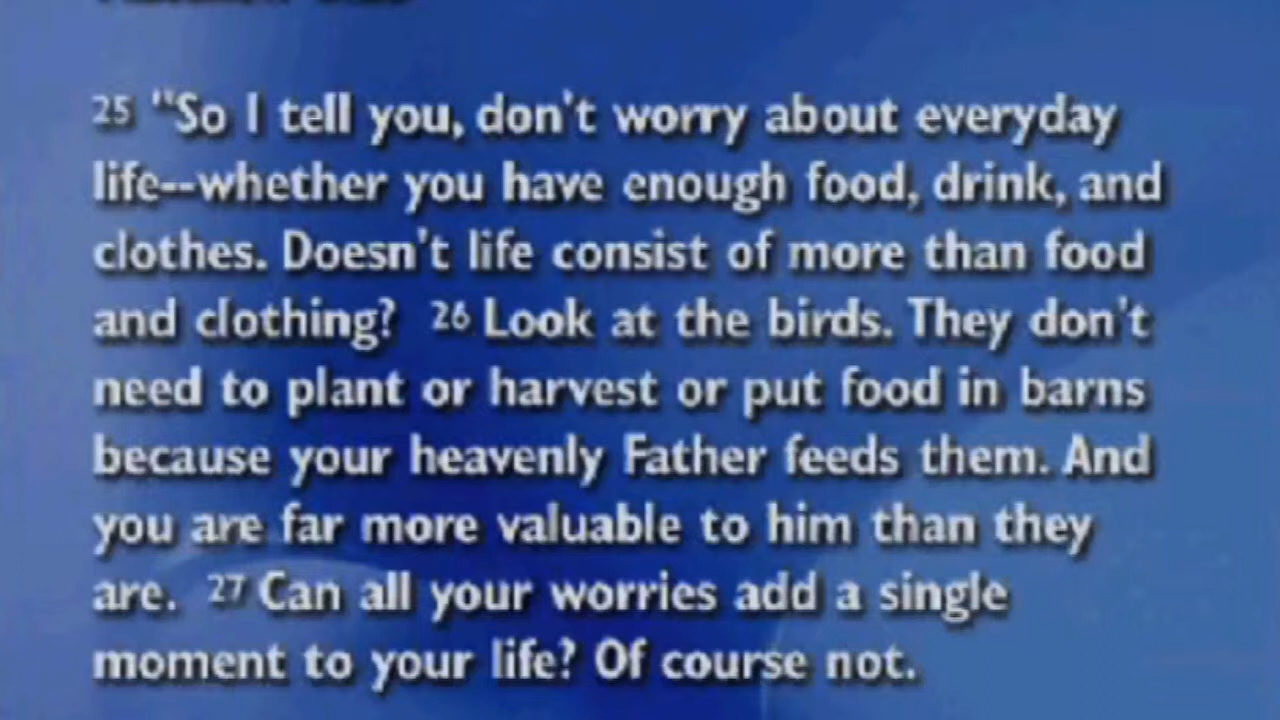 25 "So I tell you, don't worry about everyday
life--whether you have enough food, drink, and
clothes. Doesn't life consist of more than food
and clothing? 26 Look at the birds. They don't
need to plant or harvest or put food in barns
because your heavenly Father feeds them. And
you are far more valuable to him than they
are. 27 Can all your worries add a single
moment to your life? Of course not.